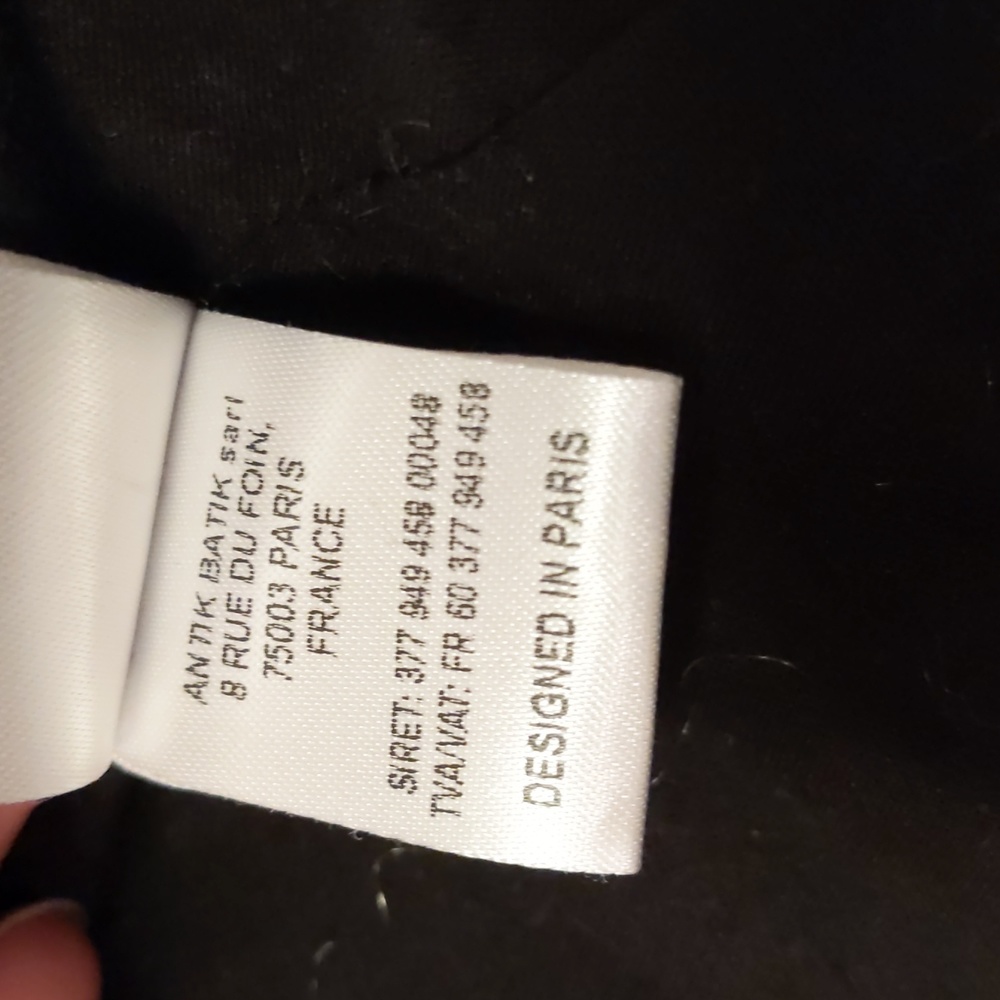 ANTIK BATIK sarl
8 RUE DU FOIN,
75003 PARIS
FRANCE
SIRET: 377 949 458 00048
TVA/VAT: FR 60 377 949 458
DESIGNED IN PARIS